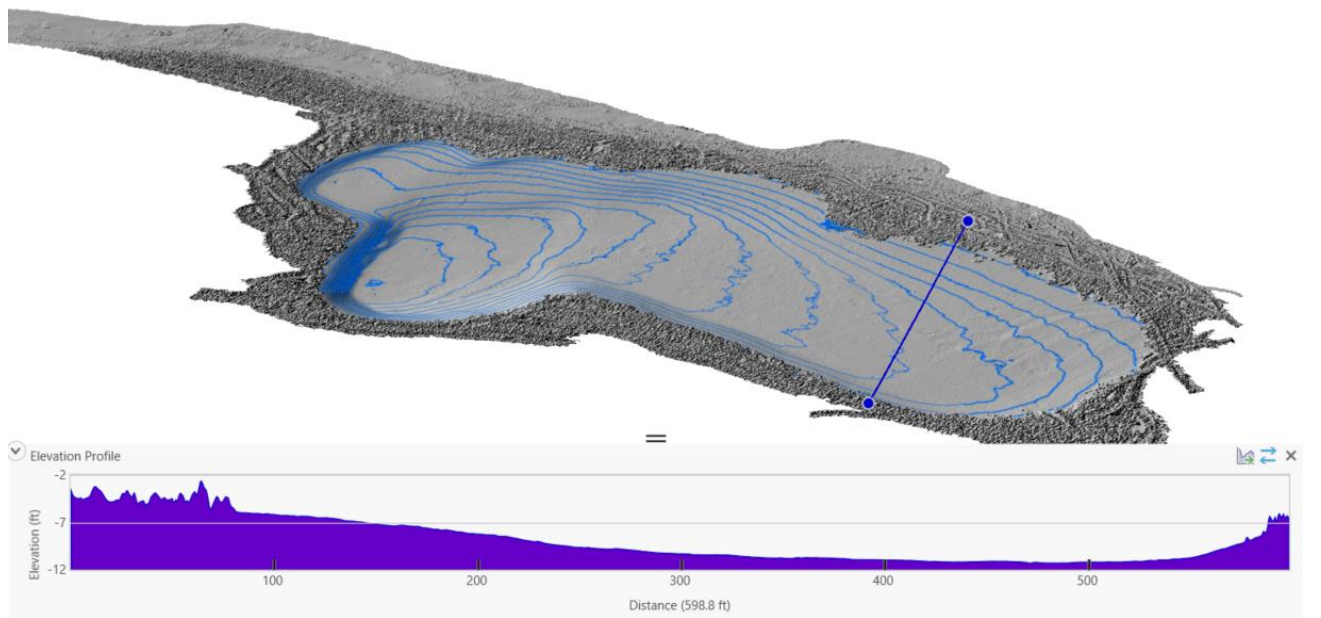 Elevation Profile
-2
-7
-12
Elevation (ft)
100 200 300 400 500
Distance (598.8 ft)